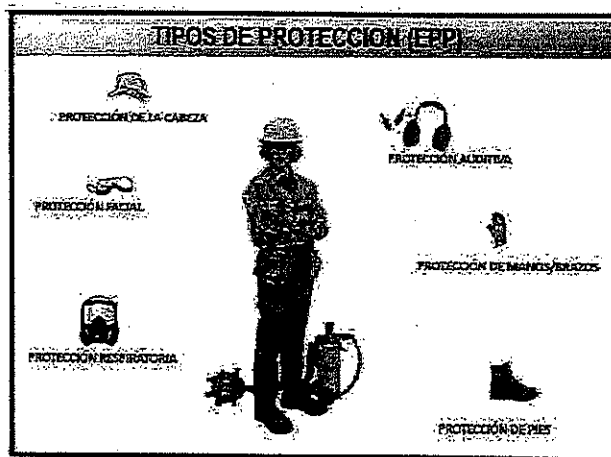 TIPOS DE PROTECCION (EPP)
PROTECCIÓN DE LA CABEZA
PROTECCIÓN AUDITIVA
PROTECCIÓN FACIAL
PROTECCIÓN DE MANOS/BRAZOS
PROTECCIÓN RESPIRATORIA
PROTECCIÓN DE PIES